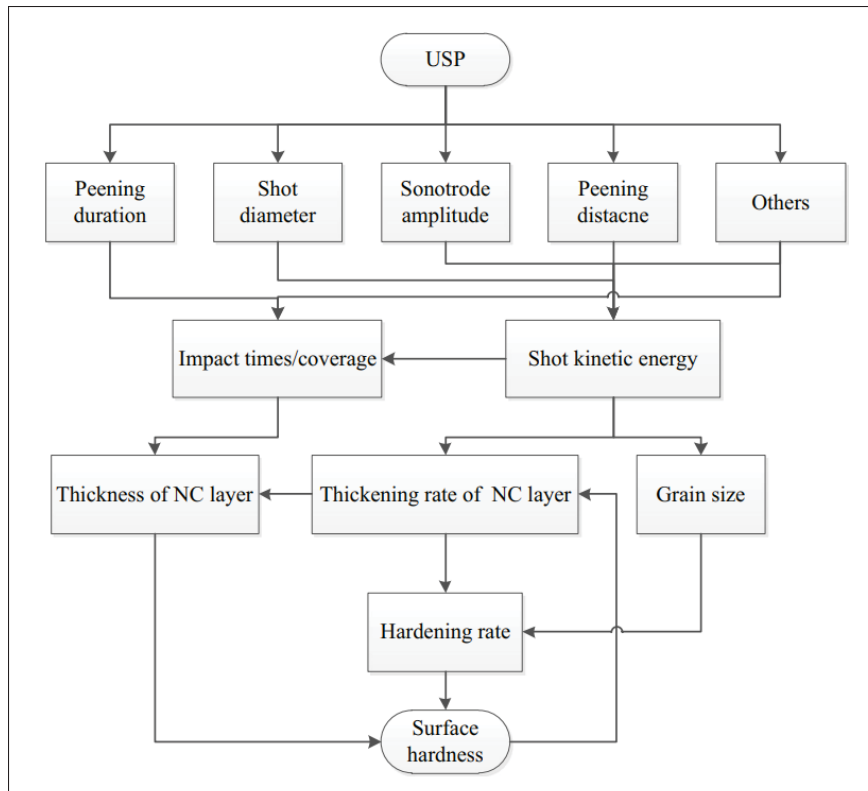 USP
Peening
duration
Shot
diameter
Sonotrode
amplitude
Peening
distacne
Others
Impact times/coverage
Shot kinetic energy
Thickness of NC layer
Thickening rate of NC layer
Grain size
Hardening rate
Surface
hardness